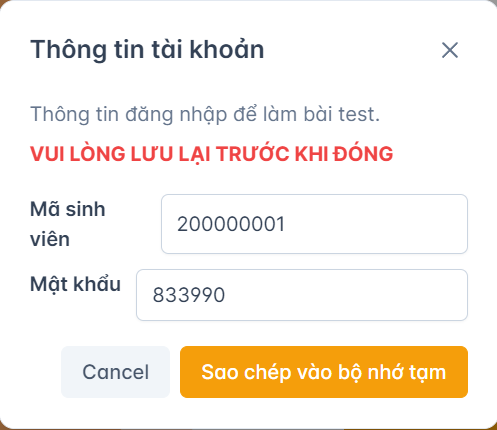 Thông tin tài khoản
Thông tin đăng nhập để làm bài test.
VUI LÒNG LƯU LẠI TRƯỚC KHI ĐÓNG
Mã sinh
viên
200000001
Mật khẩu
833990
Cancel
Sao chép vào bộ nhớ tạm